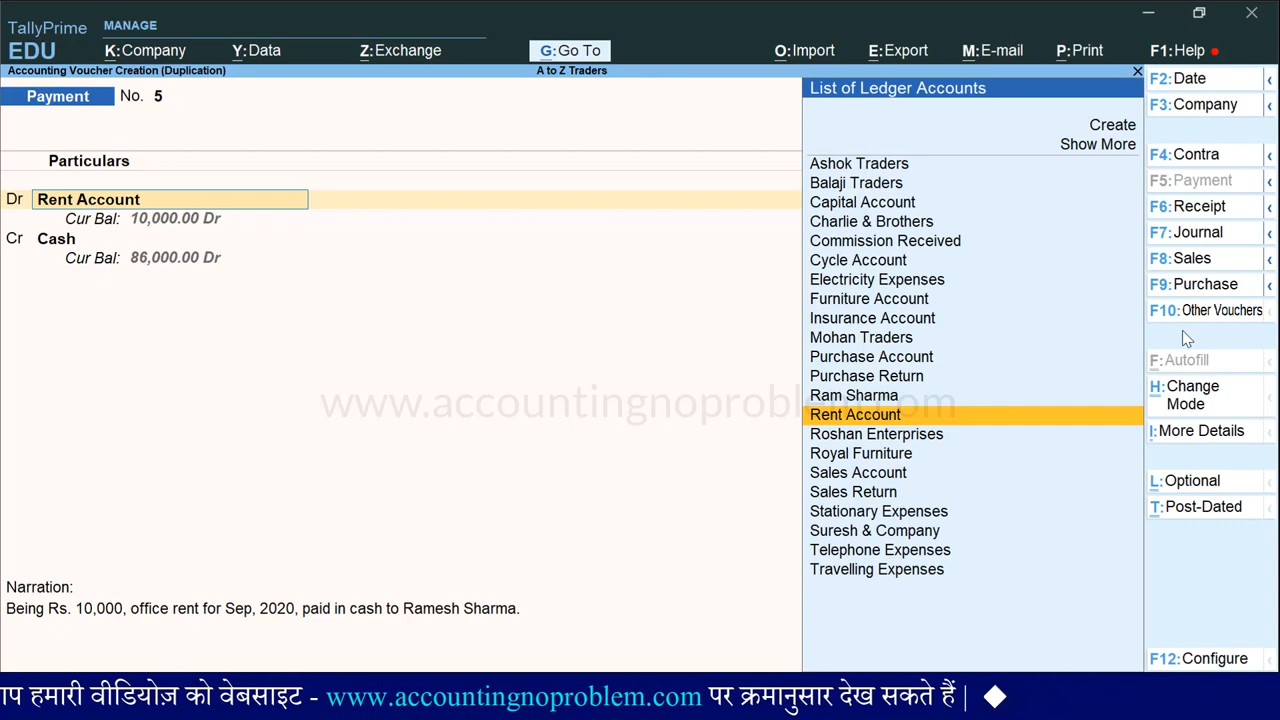 TallyPrime MANAGE
EDU K:Company Y:Data Z:Exchange G:Go To O:Import E:Export M:E-mail P:Print F1:Help
Accounting Voucher Creation (Duplication) A to Z Traders
Payment No. 5
Particulars
Dr Rent Account
Cur Bal: 10,000.00 Dr
Cr Cash
Cur Bal: 86,000.00 Dr
Narration:
Being Rs. 10,000, office rent for Sep, 2020, paid in cash to Ramesh Sharma.
List of Ledger Accounts
Create
Show More
Ashok Traders
Balaji Traders
Capital Account
Charlie & Brothers
Commission Received
Cycle Account
Electricity Expenses
Furniture Account
Insurance Account
Mohan Traders
Purchase Account
Purchase Return
Ram Sharma
Rent Account
Roshan Enterprises
Royal Furniture
Sales Account
Sales Return
Stationary Expenses
Suresh & Company
Telephone Expenses
Travelling Expenses
F2:Date
F3:Company
F4:Contra
F5:Payment
F6:Receipt
F7:Journal
F8:Sales
F9:Purchase
F10:Other Vouchers
F:Autofill
H:Change
Mode
I:More Details
L:Optional
T:Post-Dated
F12:Configure
www.accountingnoproblem.com
ाप हमारी वीडियोज़ को वेबसाइट - www.accountingnoproblem.com पर क्रमानुसार देख सकते हैं |